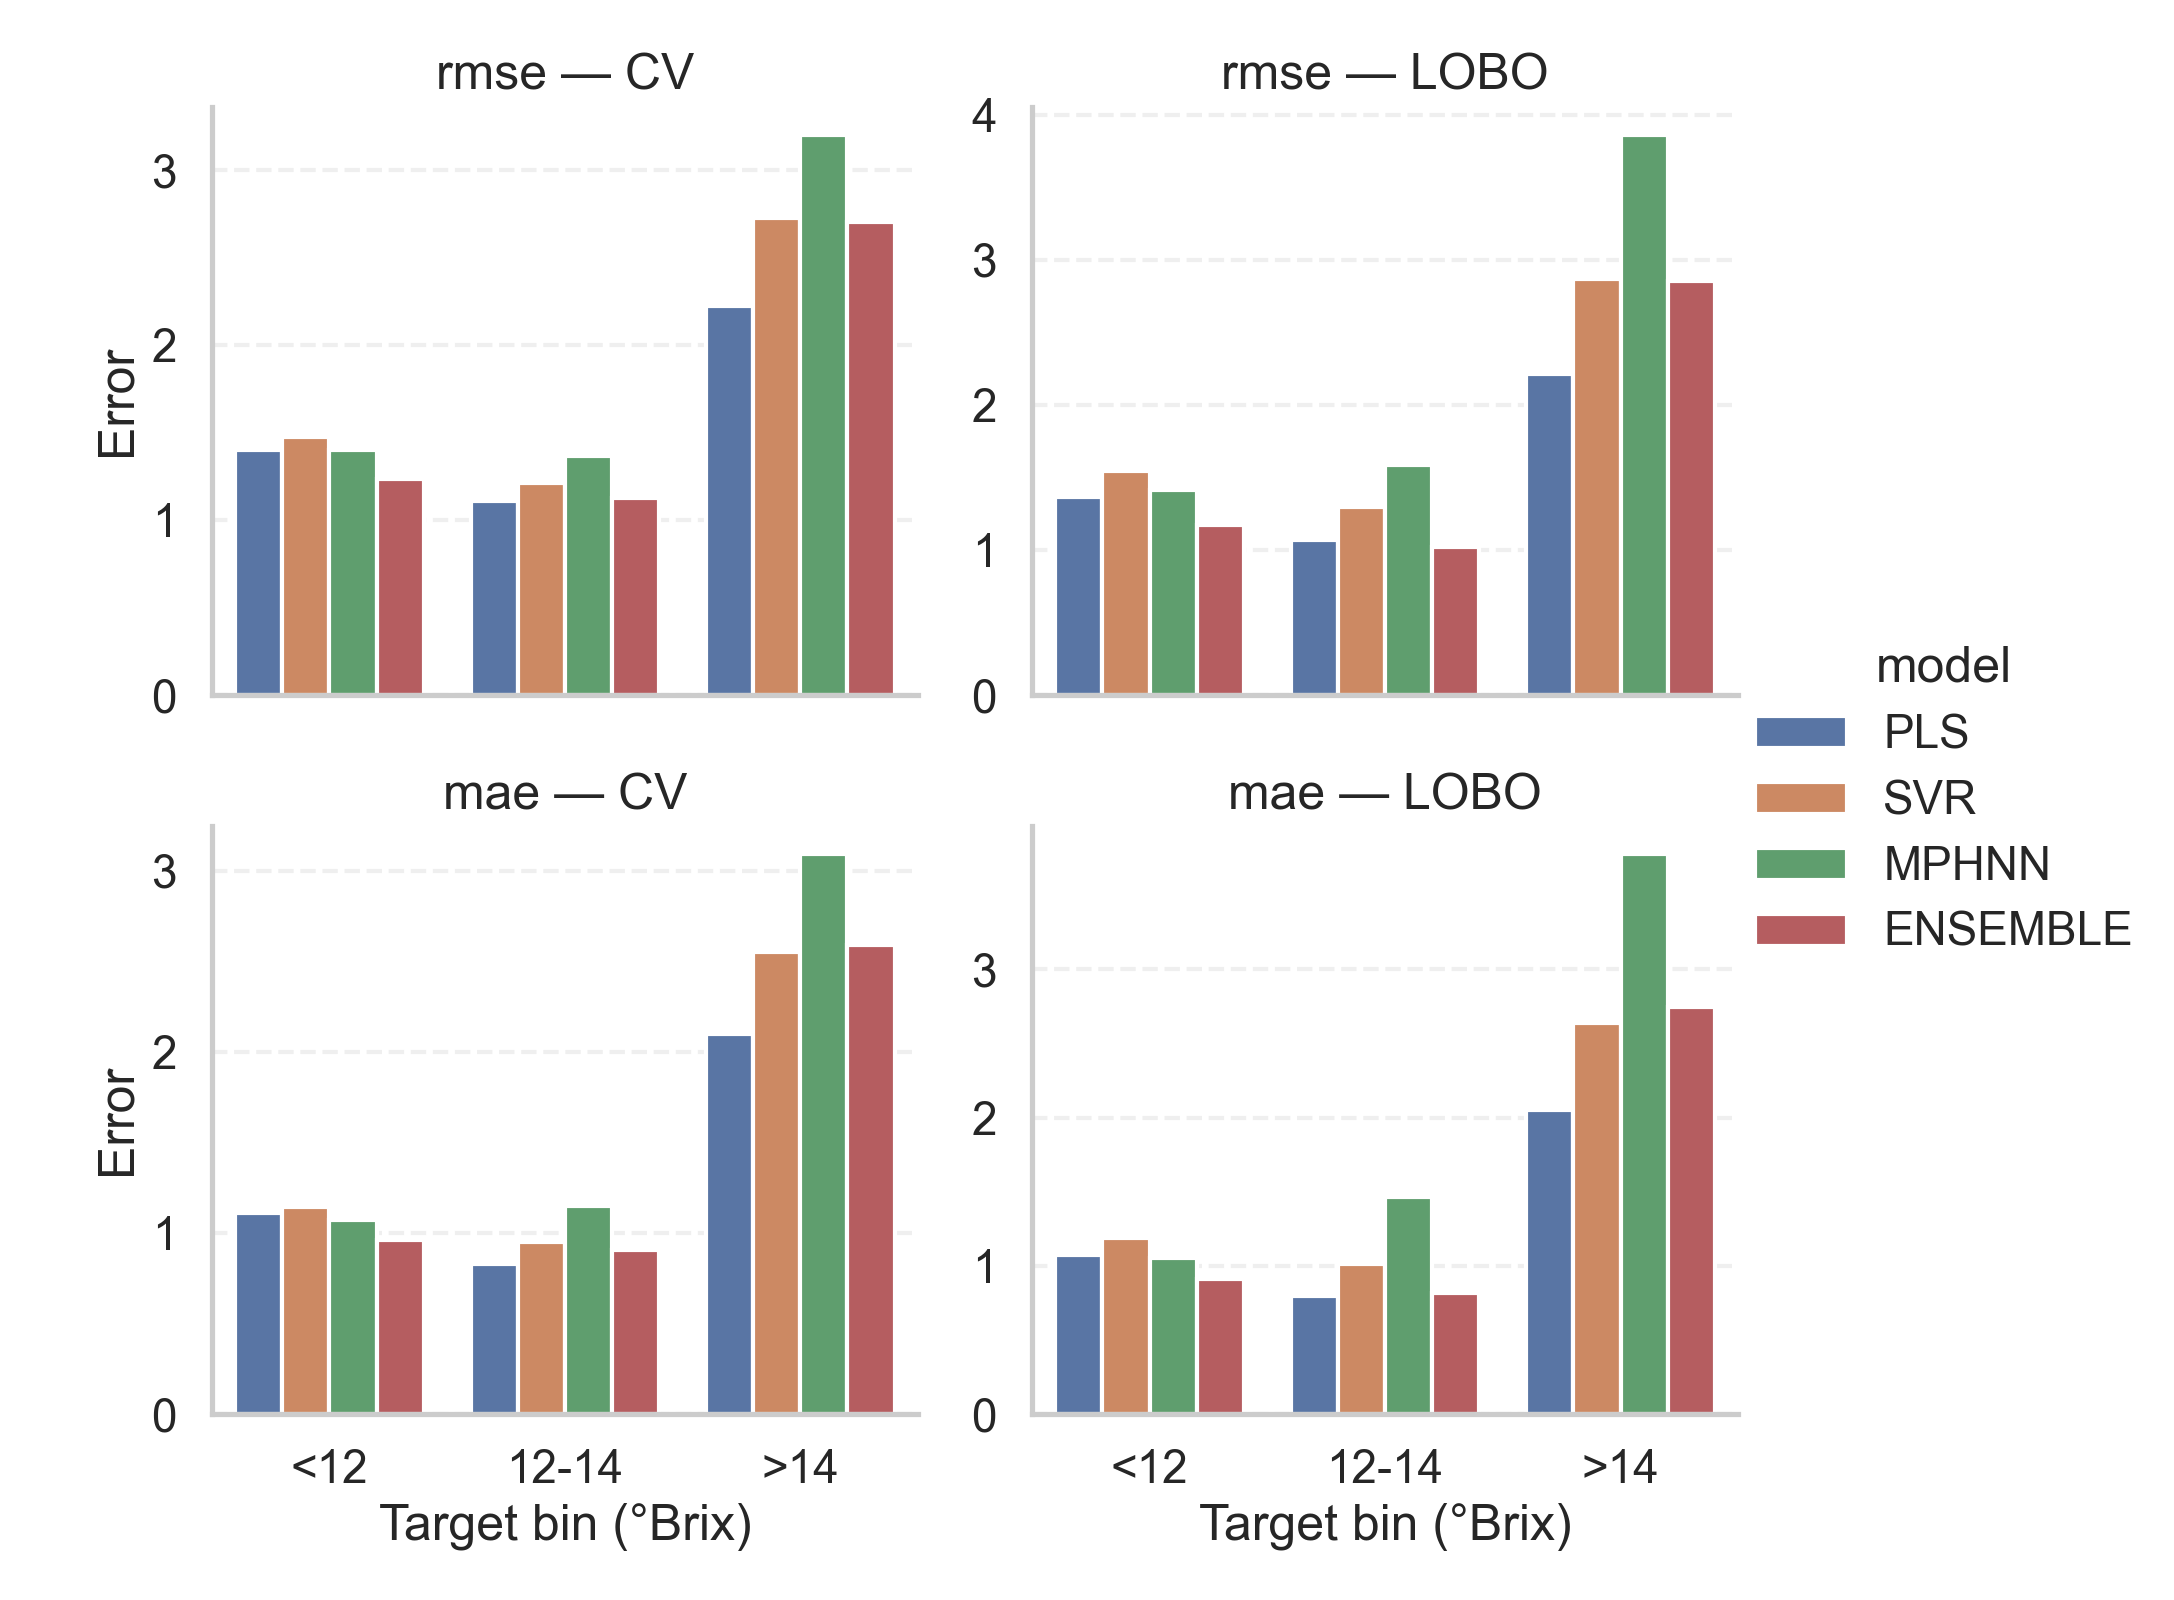 rmse — CV
rmse — LOBO
Error
3
2
1
0
4
3
2
1
0
mae — CV
mae — LOBO
Error
3
2
1
0
3
2
1
0
<12
12-14
>14
<12
12-14
>14
Target bin (°Brix)
Target bin (°Brix)
model
PLS
SVR
MPHNN
ENSEMBLE